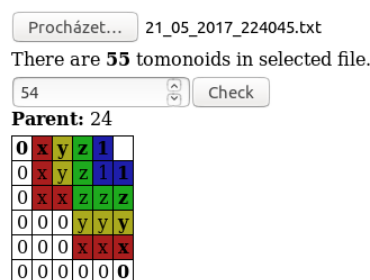 Procházet... 21_05_2017_224045.txt
There are 55 tomonoids in selected file.
54 Check
Parent: 24
0 x y z 1
0 x y z 1 1
0 x x z z z
0 0 0 y y y
0 0 0 x x x
0 0 0 0 0 0